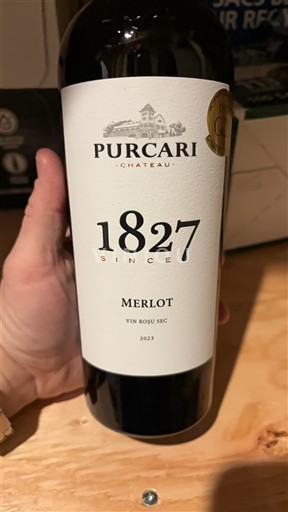 PURCARI
CHATEAU
1827
SINCE
MERLOT
VIN ROȘU SEC
2023